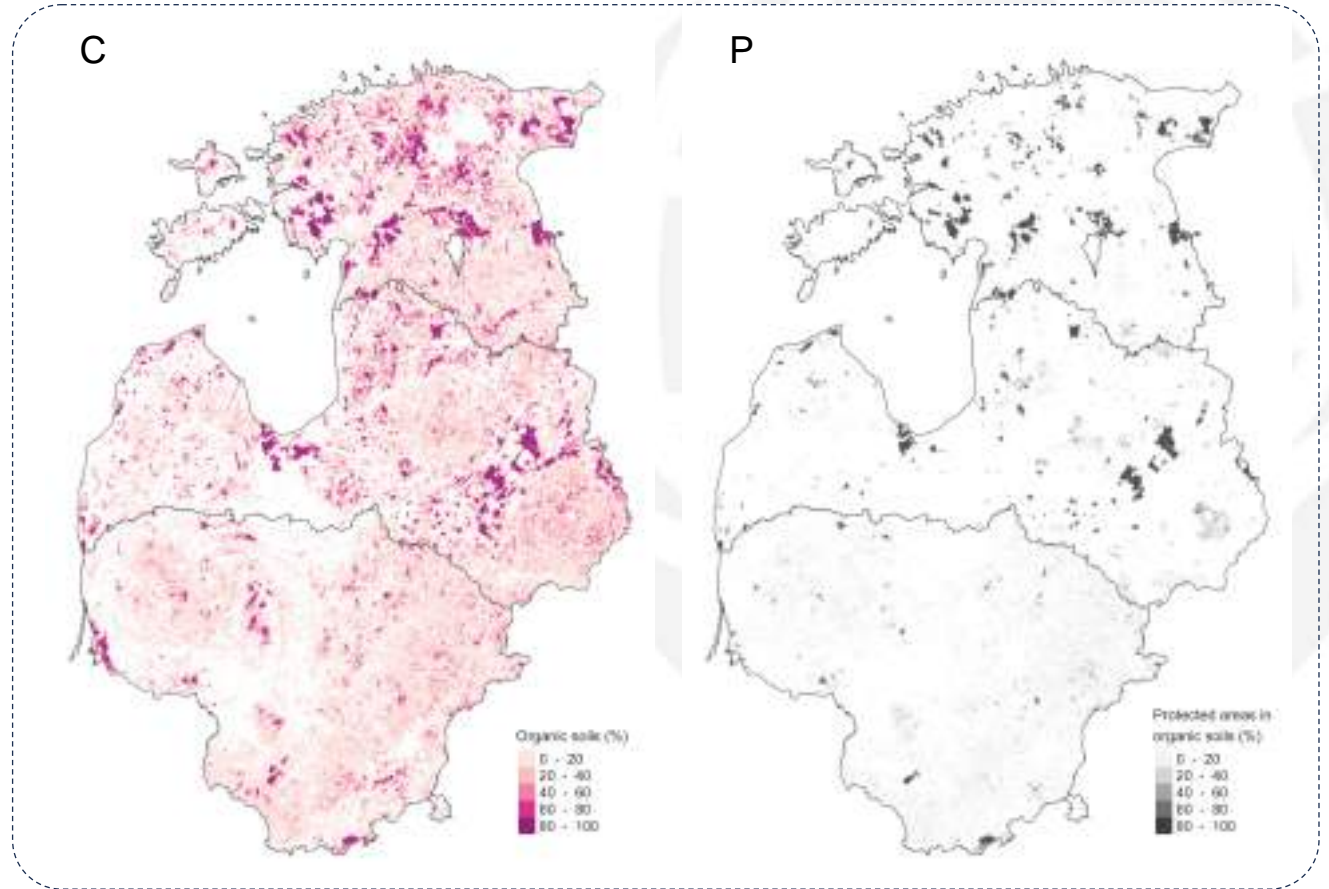 C
P
Organic soils (%)
0 - 20
20 - 40
40 - 60
60 - 80
80 - 100
Protected areas in
organic soils (%)
0 - 20
20 - 40
40 - 60
60 - 80
80 - 100